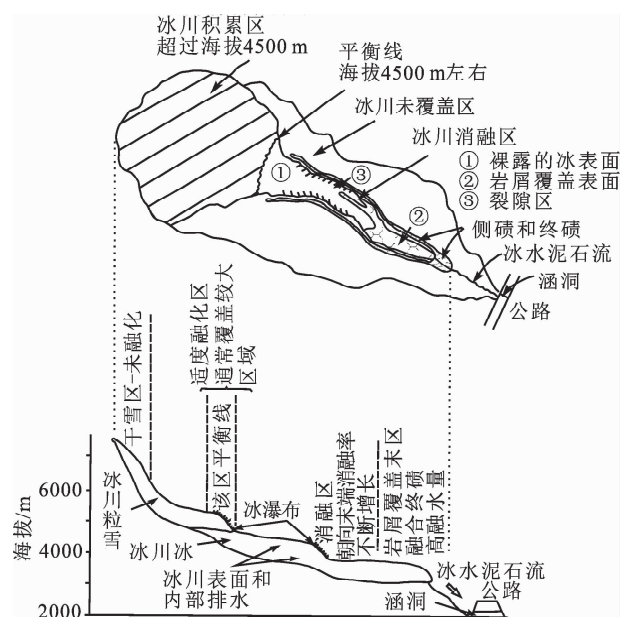 冰川积累区
超过海拔4500 m
平衡线
海拔4500 m左右
冰川未覆盖区
冰川消融区
① 裸露的冰表面
② 岩屑覆盖表面
③ 裂隙区
①
③
②
侧碛和终碛
冰水泥石流
涵洞
公路
干雪区-未融化
适度融化区
通常覆盖较大
区域
该区平衡线
消融区
朝向末端消融率
不断增长
岩屑覆盖末区
融合终碛
高融水量
海拔/m
6000
4000
2000
冰川粒雪
冰瀑布
冰川冰
冰川表面和
内部排水
冰水泥石流
公路
涵洞